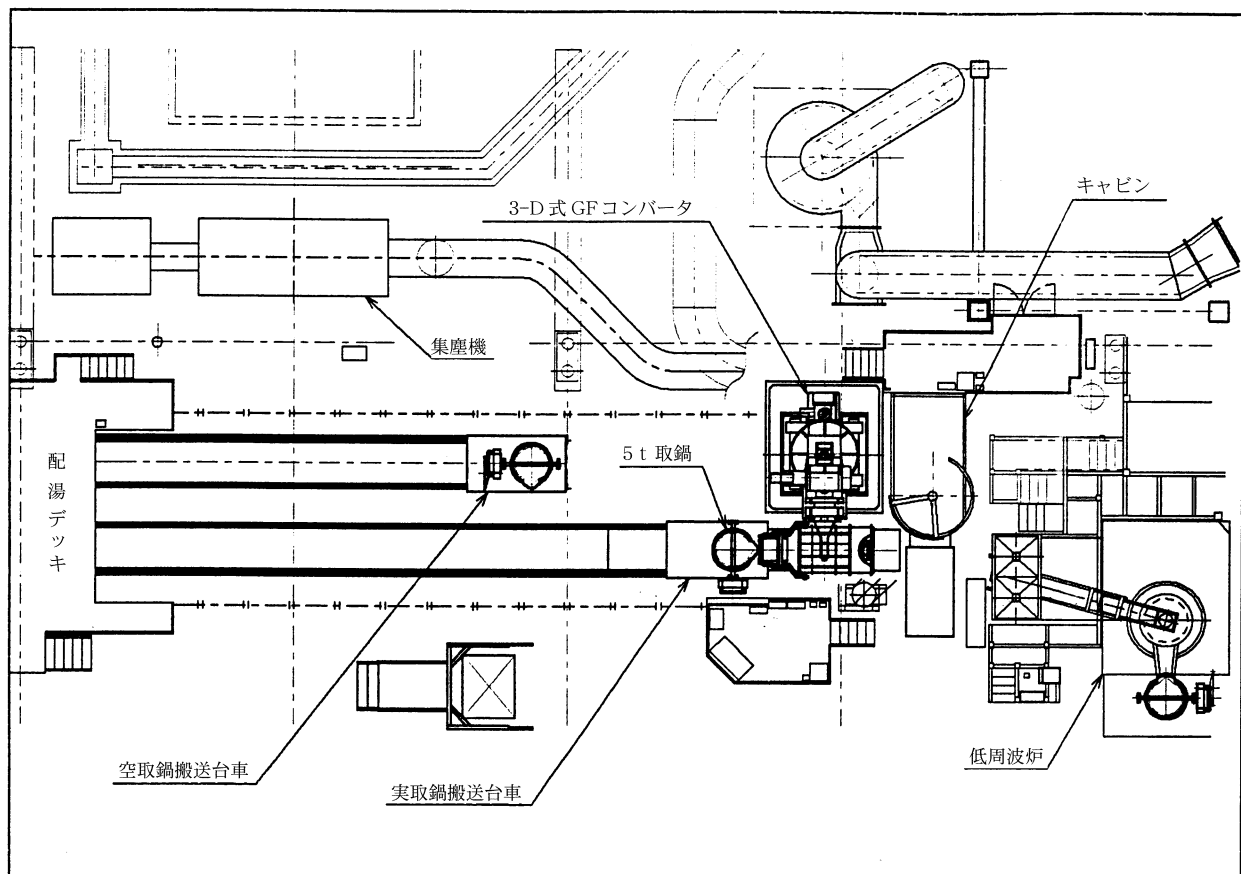 キャビン
3-D式GFコンバータ
集塵機
5t取鍋
配湯デッキ
空取鍋搬送台車
実取鍋搬送台車
低周波炉